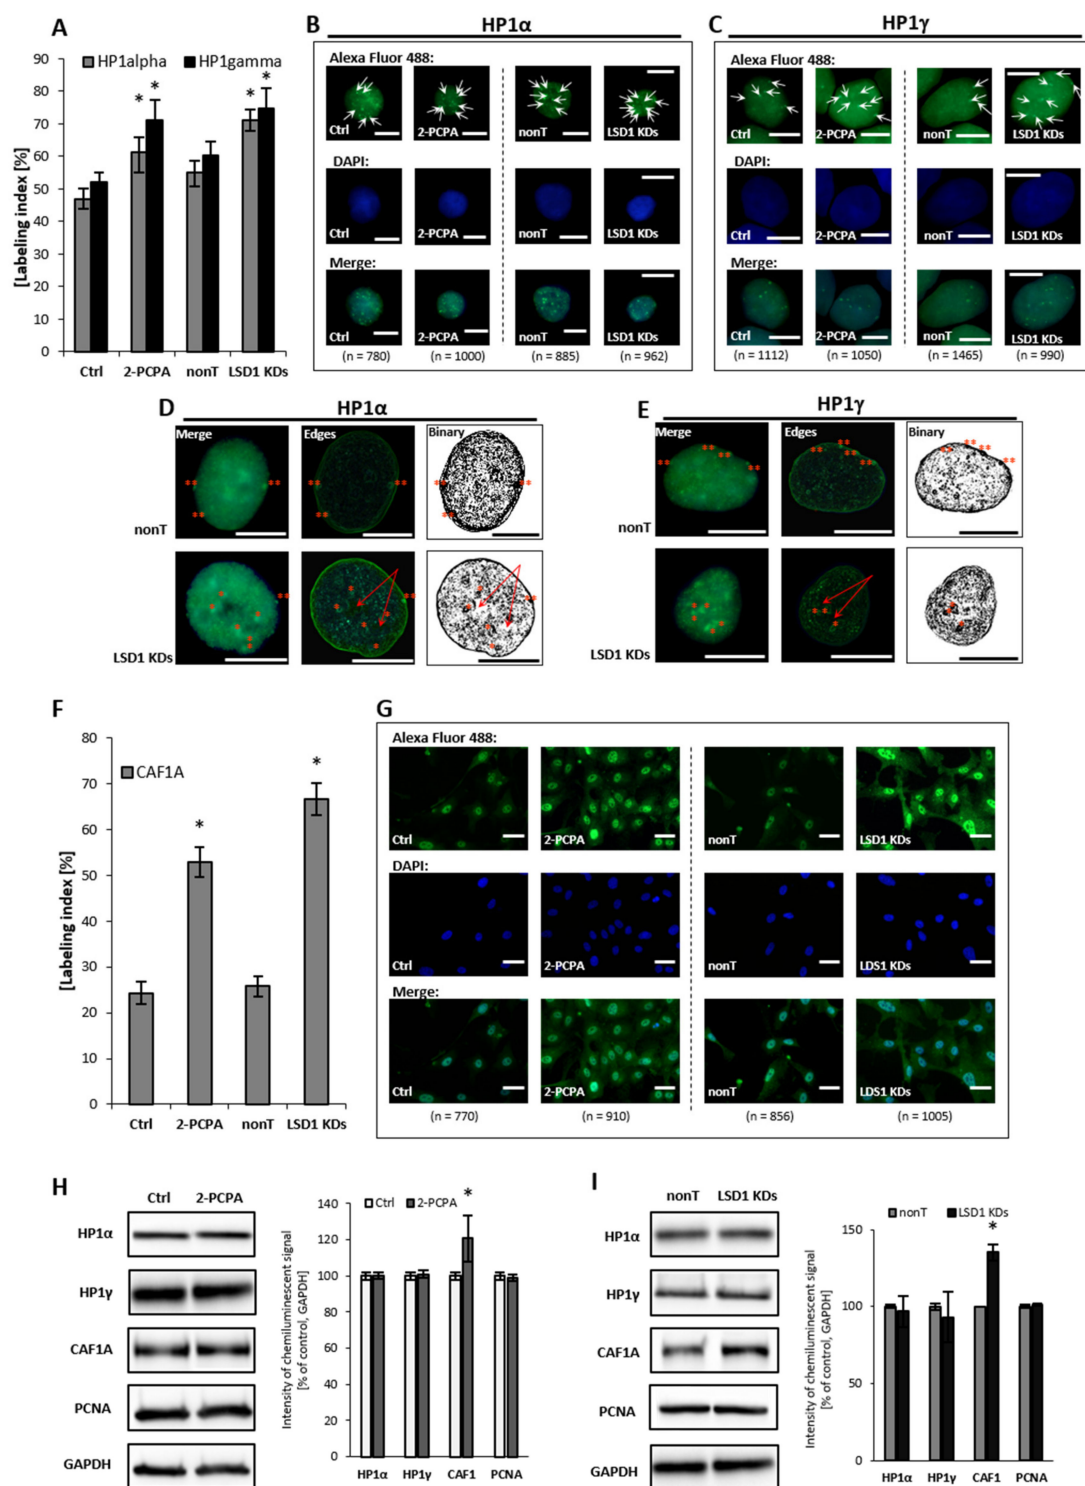 A
HP1alpha HP1gamma
[Labeling index [%]
90
80
70
60
50
40
30
20
10
0
* * * *
Ctrl 2-PCPA nonT LSD1 KDs
B
HP1α
Alexa Fluor 488:
Ctrl 2-PCPA nonT LSD1 KDs
DAPI:
Ctrl 2-PCPA nonT LSD1 KDs
Merge:
Ctrl 2-PCPA nonT LSD1 KDs
(n = 780) (n = 1000) (n = 885) (n = 962)
C
HP1γ
Alexa Fluor 488:
Ctrl 2-PCPA nonT LSD1 KDs
DAPI:
Ctrl 2-PCPA nonT LSD1 KDs
Merge:
Ctrl 2-PCPA nonT LSD1 KDs
(n = 1112) (n = 1050) (n = 1465) (n = 990)
D
HP1α
Merge Edges Binary
nonT
LSD1 KDs
E
HP1γ
Merge Edges Binary
nonT
LSD1 KDs
F
CAF1A
[Labeling index [%]
80
70
60
50
40
30
20
10
0
* *
Ctrl 2-PCPA nonT LSD1 KDs
G
Alexa Fluor 488:
Ctrl 2-PCPA nonT LSD1 KDs
DAPI:
Ctrl 2-PCPA nonT LDS1 KDs
Merge:
Ctrl 2-PCPA nonT LDS1 KDs
(n = 770) (n = 910) (n = 856) (n = 1005)
H
Ctrl 2-PCPA
HP1α
HP1γ
CAF1A
PCNA
GAPDH
Ctrl 2-PCPA
*
Intensity of chemiluminescent signal
[% of control, GAPDH]
140
120
100
80
60
40
20
0
HP1α HP1γ CAF1 PCNA
I
nonT LSD1 KDs
HP1α
HP1γ
CAF1A
PCNA
GAPDH
nonT LSD1 KDs
*
Intensity of chemiluminescent signal
[% of control, GAPDH]
150
100
50
0
HP1α HP1γ CAF1 PCNA